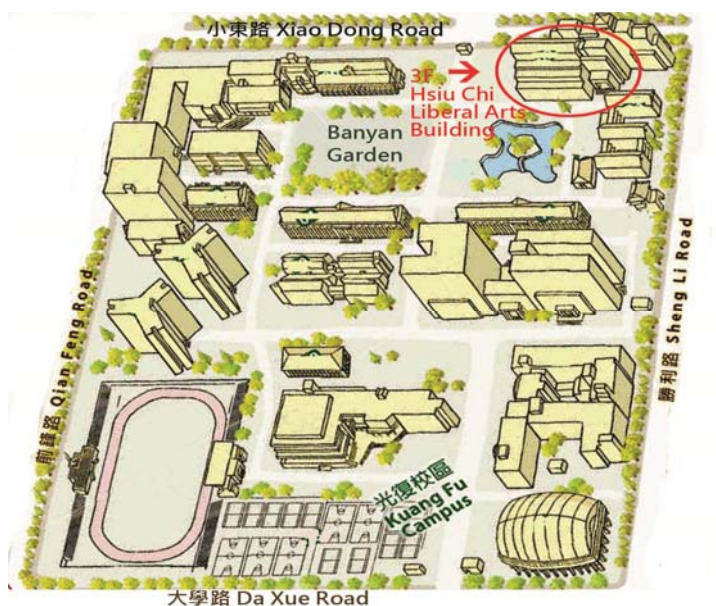 小東路 Xiao Dong Road
3F
Hsiu Chi
Liberal Arts
Building
Banyan
Garden
前鋒路 Qian Feng Road
勝利路 Sheng Li Road
光復校區
Kuang Fu
Campus
大學路 Da Xue Road